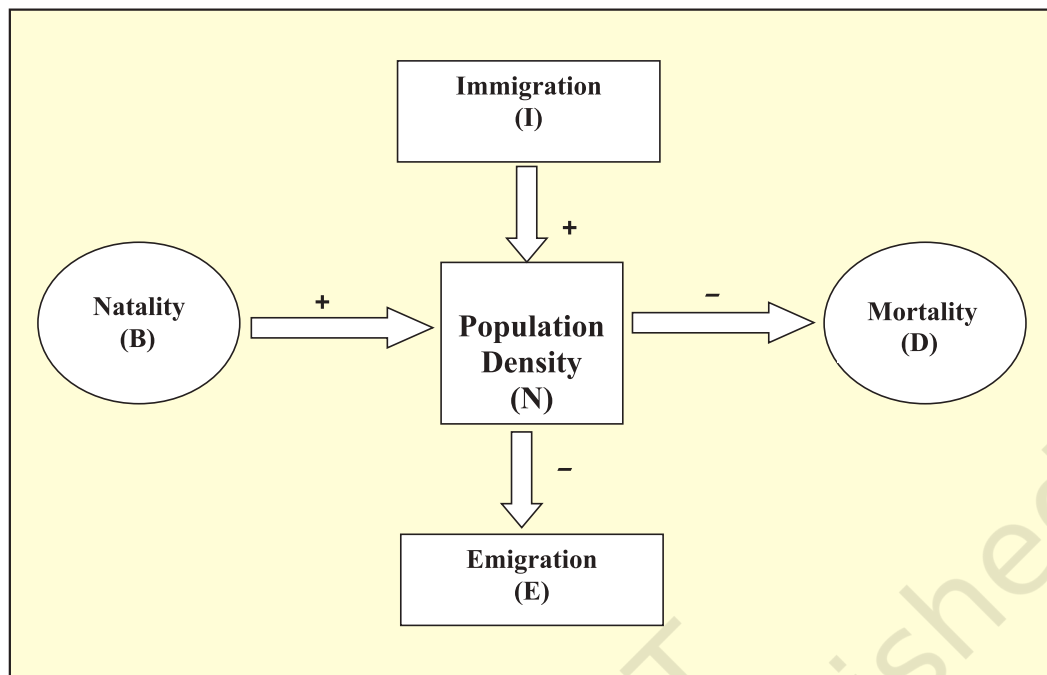 Immigration
(I)
+
Natality
(B)
+
Population
Density
(N)
–
Mortality
(D)
–
Emigration
(E)